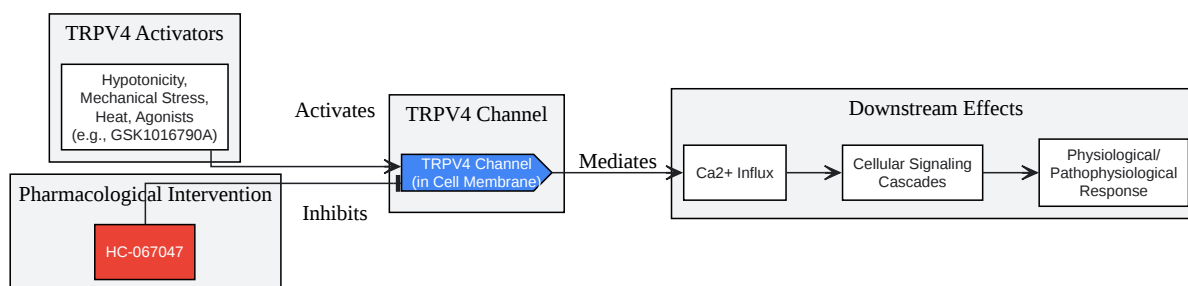 TRPV4 Activators
Hypotonicity,
Mechanical Stress,
Heat, Agonists
(e.g., GSK1016790A)
Activates
TRPV4 Channel
TRPV4 Channel
(in Cell Membrane)
Pharmacological Intervention
HC-067047
Inhibits
Mediates
Downstream Effects
Ca2+ Influx
Cellular Signaling
Cascades
Physiological/
Pathophysiological
Response